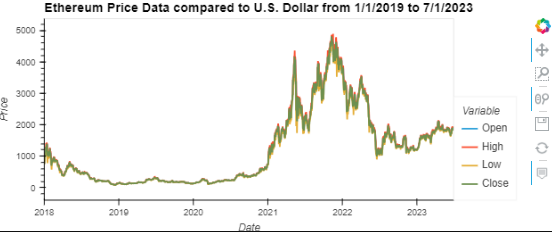 Ethereum Price Data compared to U.S. Dollar from 1/1/2019 to 7/1/2023
5000
4000
3000
2000
1000
0
Price
2018
2019
2020
2021
2022
2023
Date
Variable
Open
High
Low
Close